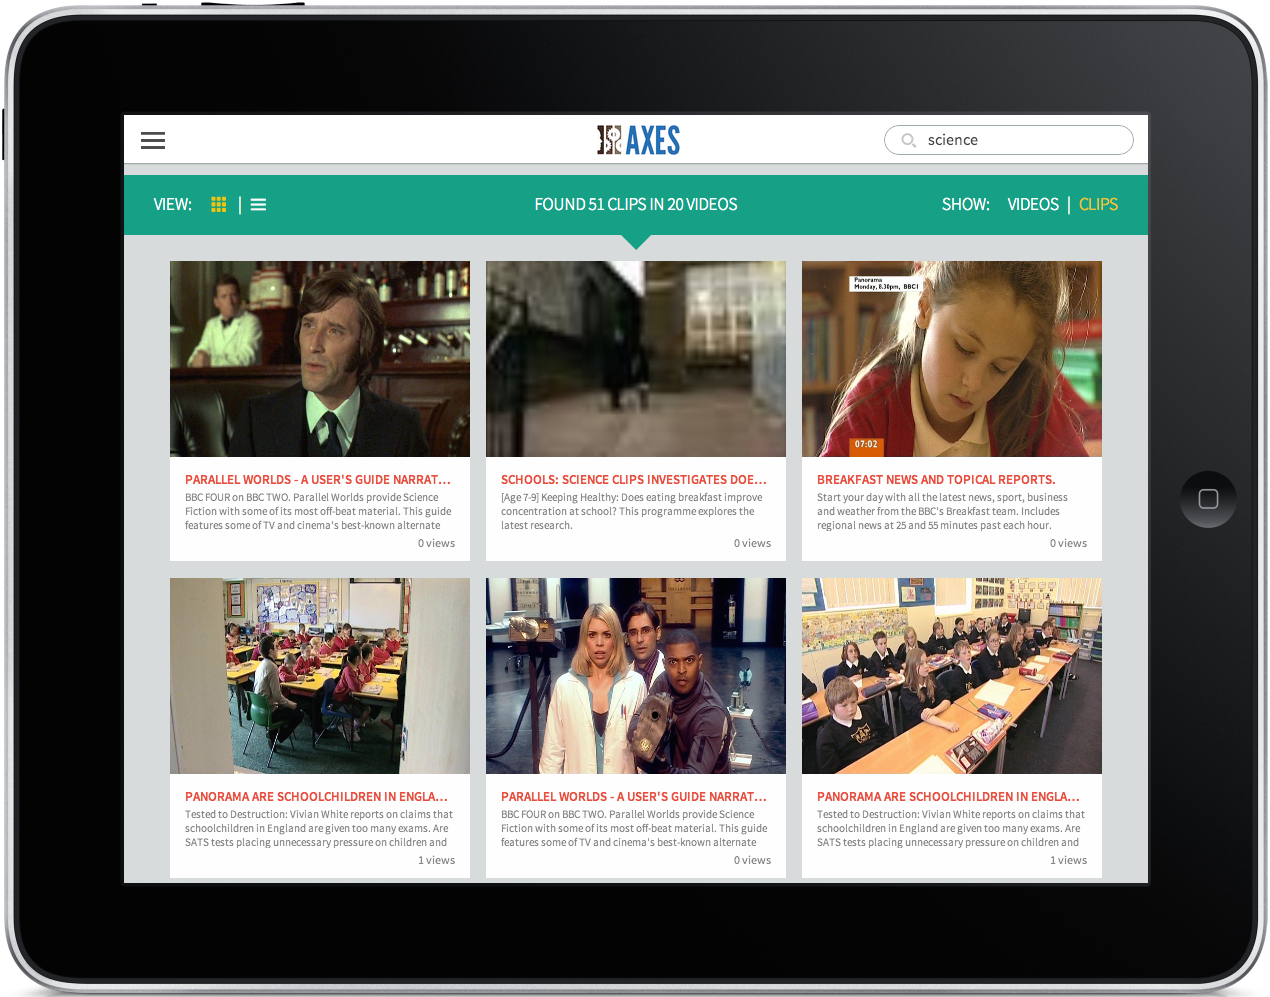 AXES
science
VIEW:
FOUND 51 CLIPS IN 20 VIDEOS
SHOW: VIDEOS | CLIPS
Panorama
Monday, 8.30pm, BBC1
07:02
PARALLEL WORLDS - A USER'S GUIDE NARRAT...
BBC FOUR on BBC TWO. Parallel Worlds provide Science
Fiction with some of its most off-beat material. This guide
features some of TV and cinema's best-known alternate
0 views
SCHOOLS: SCIENCE CLIPS INVESTIGATES DOE...
[Age 7-9] Keeping Healthy: Does eating breakfast improve
concentration at school? This programme explores the
latest research.
0 views
BREAKFAST NEWS AND TOPICAL REPORTS.
Start your day with all the latest news, sport, business
and weather from the BBC's Breakfast team. Includes
regional news at 25 and 55 minutes past each hour.
0 views
PANORAMA ARE SCHOOLCHILDREN IN ENGLA...
Tested to Destruction: Vivian White reports on claims that
schoolchildren in England are given too many exams. Are
SATS tests placing unnecessary pressure on children and
1 views
PARALLEL WORLDS - A USER'S GUIDE NARRAT...
BBC FOUR on BBC TWO. Parallel Worlds provide Science
Fiction with some of its most off-beat material. This guide
features some of TV and cinema's best-known alternate
0 views
PANORAMA ARE SCHOOLCHILDREN IN ENGLA...
Tested to Destruction: Vivian White reports on claims that
schoolchildren in England are given too many exams. Are
SATS tests placing unnecessary pressure on children and
1 views